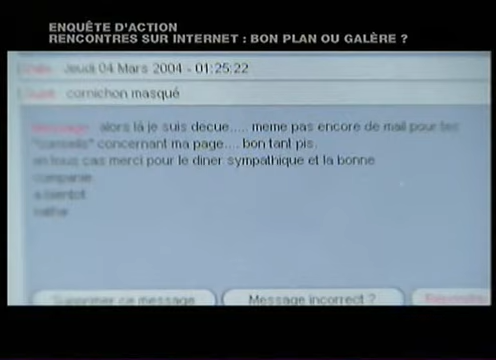 ENQUÊTE D'ACTION
RENCONTRES SUR INTERNET : BON PLAN OU GALÈRE ?
Jeudi 04 Mars 2004 - 01:25:22
cornichon masqué
Message: alors là je suis decue..... meme pas encore de mail pour tes
"conseils" concernant ma page.... bon tant pis.
en tous cas merci pour le diner sympathique et la bonne
compagnie
a bientot
Supprimer ce message
Message incorrect ?
Répondre